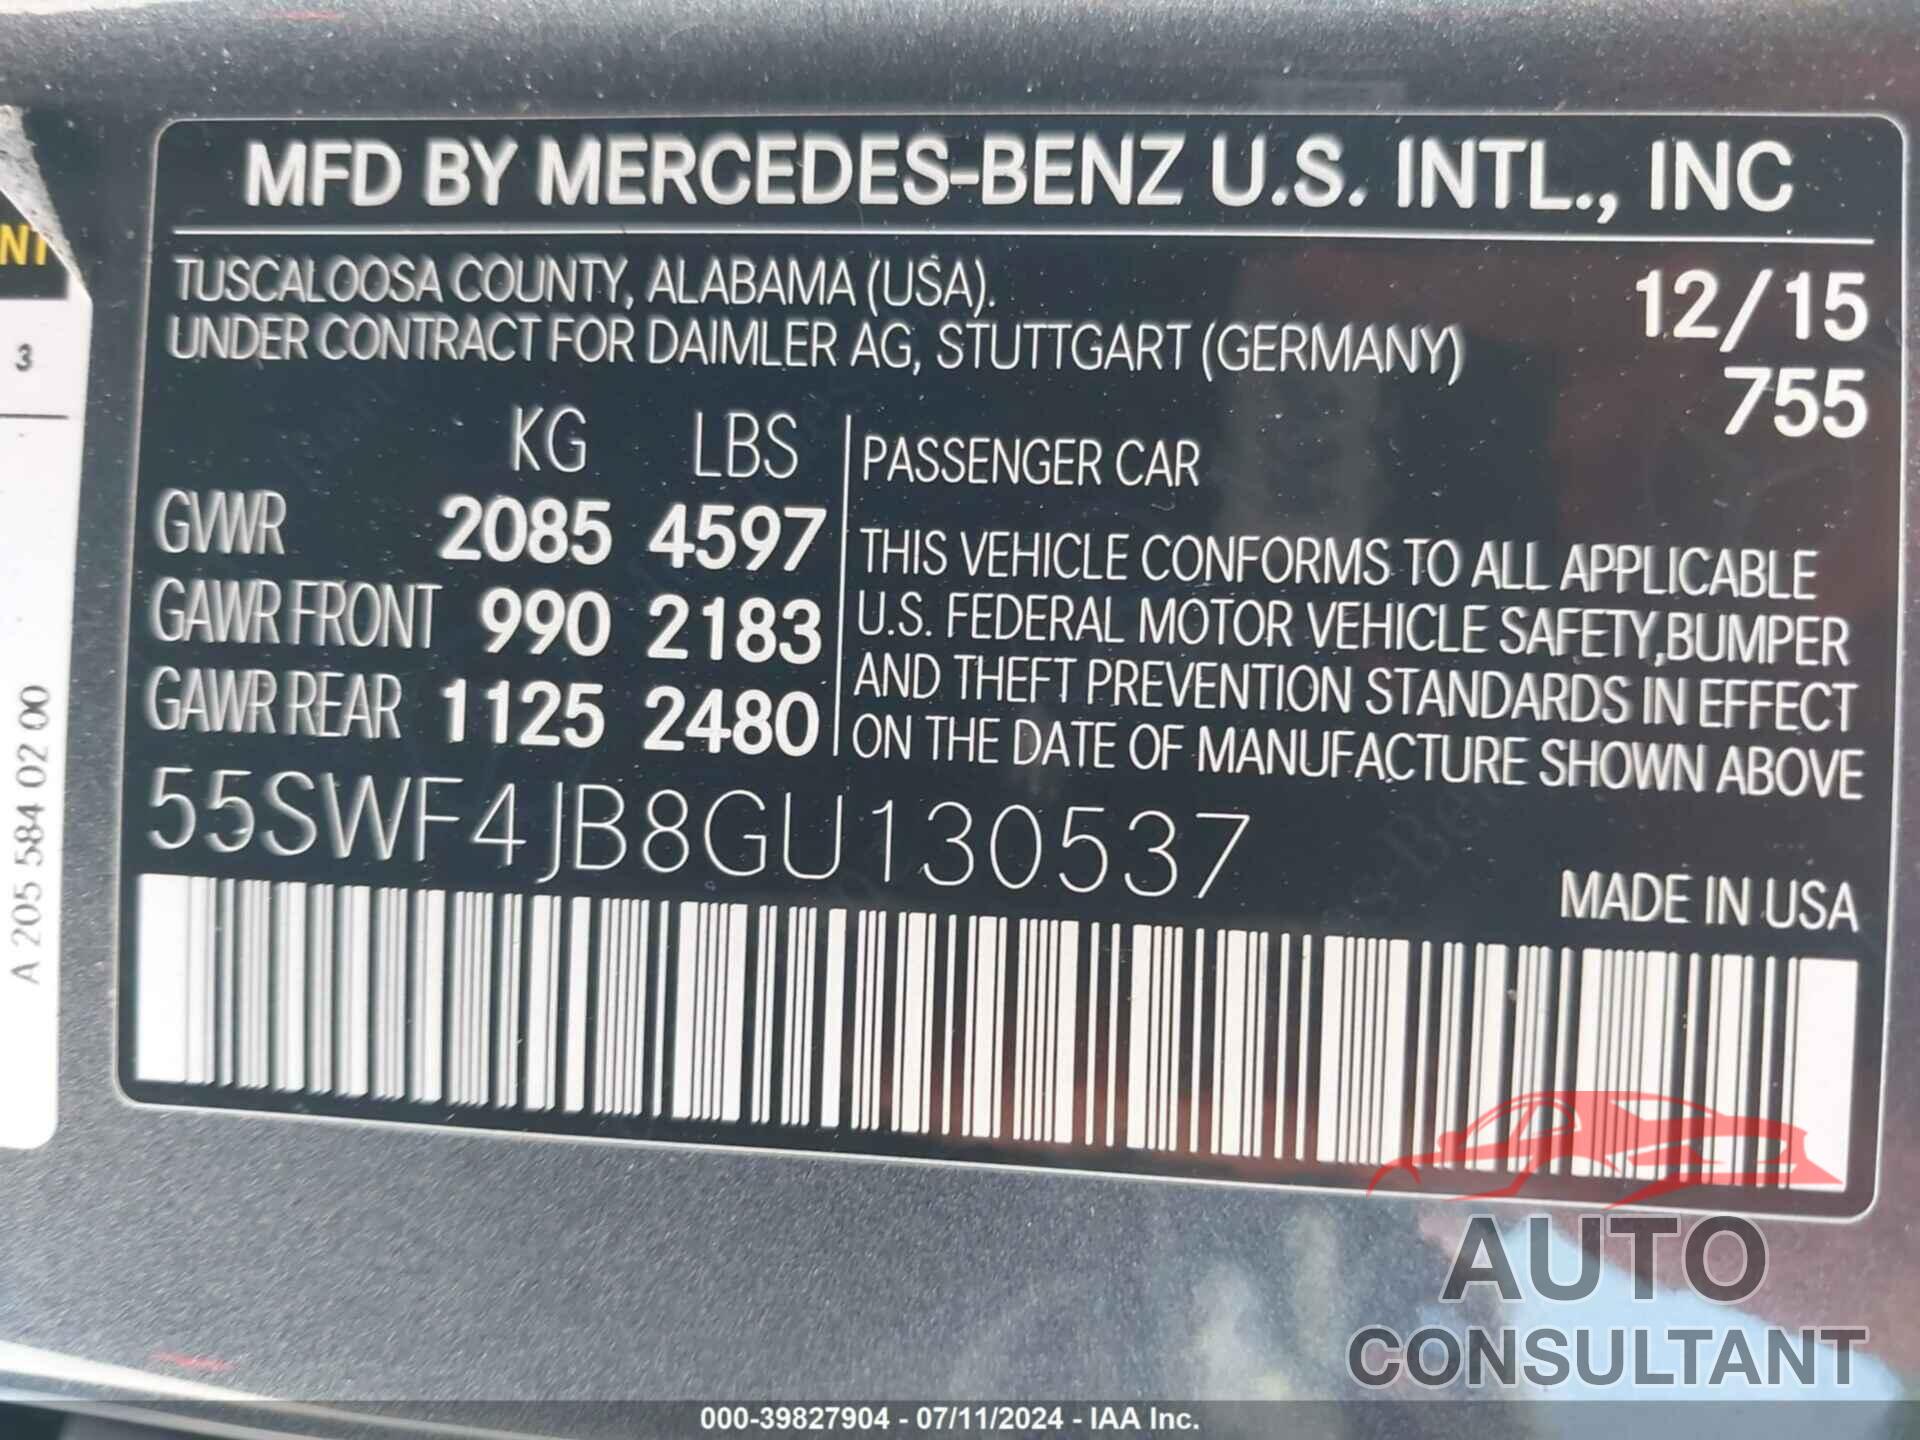 MFD BY MERCEDES-BENZ U.S. INTL., INC
TUSCALOOSA COUNTY, ALABAMA (USA).
UNDER CONTRACT FOR DAIMLER AG, STUTTGART (GERMANY)
12/15
755
KG LBS
GVWR 2085 4597
GAWR FRONT 990 2183
GAWR REAR 1125 2480
PASSENGER CAR
THIS VEHICLE CONFORMS TO ALL APPLICABLE
U.S. FEDERAL MOTOR VEHICLE SAFETY,BUMPER
AND THEFT PREVENTION STANDARDS IN EFFECT
ON THE DATE OF MANUFACTURE SHOWN ABOVE
55SWF4JB8GU130537
MADE IN USA
3
A 205 584 02 00
AUTO
CONSULTANT
000-39827904 - 07/11/2024 - IAA Inc.